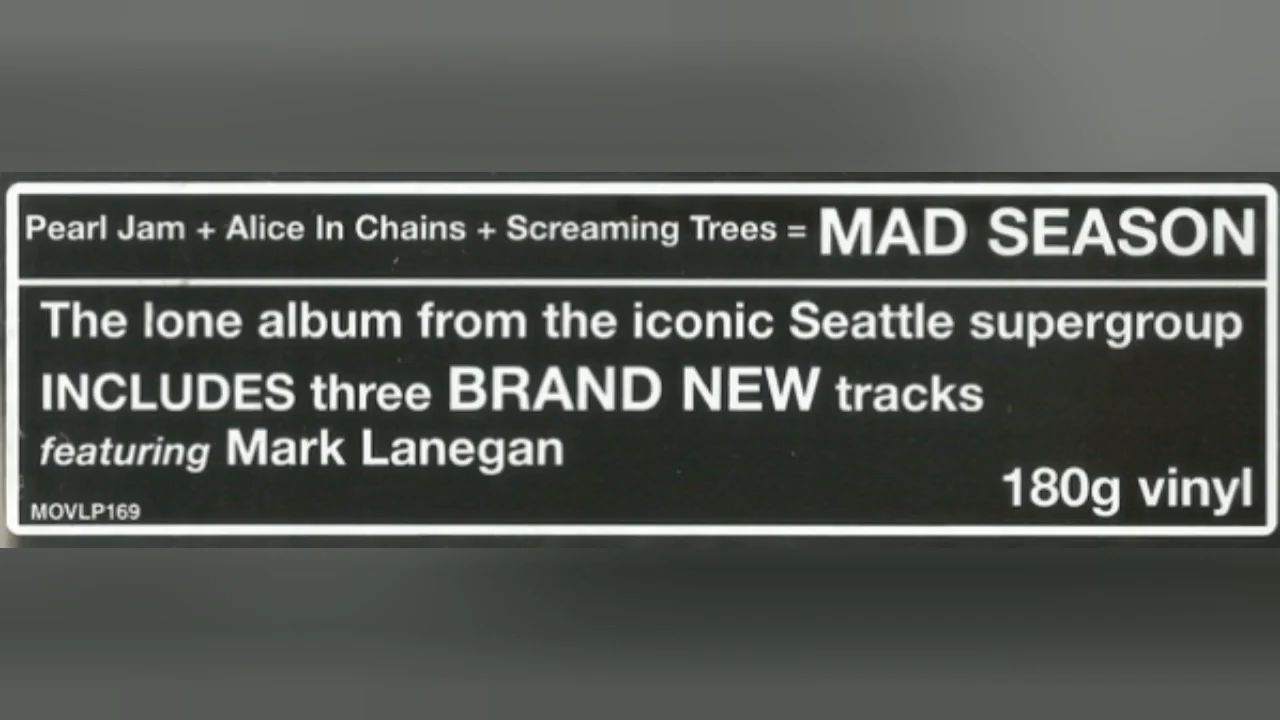 Pearl Jam + Alice In Chains + Screaming Trees = MAD SEASON
The lone album from the iconic Seattle supergroup
INCLUDES three BRAND NEW tracks
featuring Mark Lanegan
180g vinyl
MOVLP169